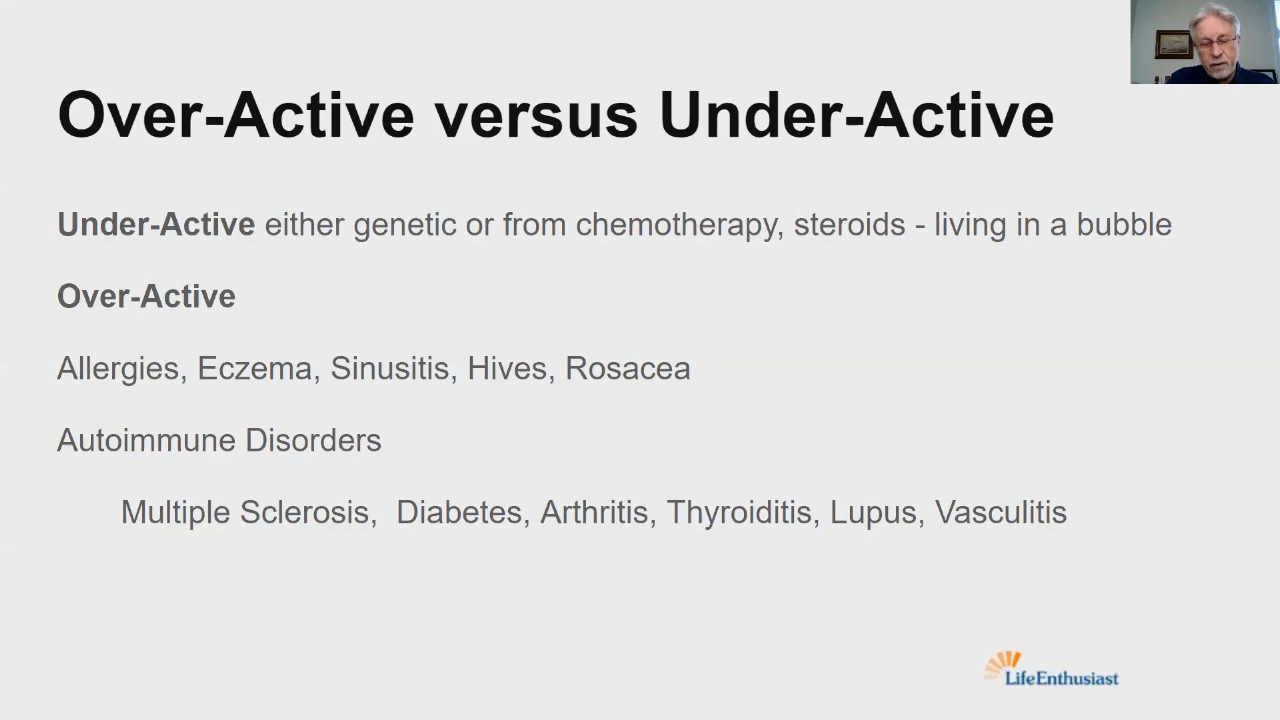 Over-Active versus Under-Active
Under-Active either genetic or from chemotherapy, steroids - living in a bubble
Over-Active
Allergies, Eczema, Sinusitis, Hives, Rosacea
Autoimmune Disorders
Multiple Sclerosis,  Diabetes, Arthritis, Thyroiditis, Lupus, Vasculitis
LifeEnthusiast